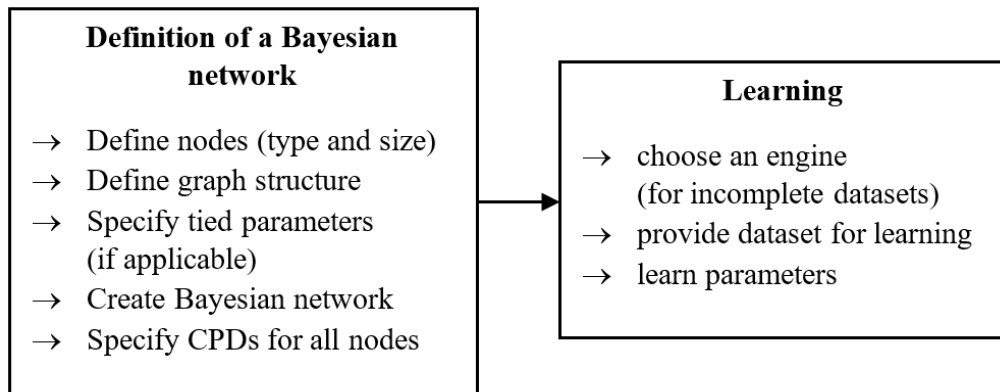 Definition of a Bayesian
network
→ Define nodes (type and size)
→ Define graph structure
→ Specify tied parameters
(if applicable)
→ Create Bayesian network
→ Specify CPDs for all nodes
Learning
→ choose an engine
(for incomplete datasets)
→ provide dataset for learning
→ learn parameters